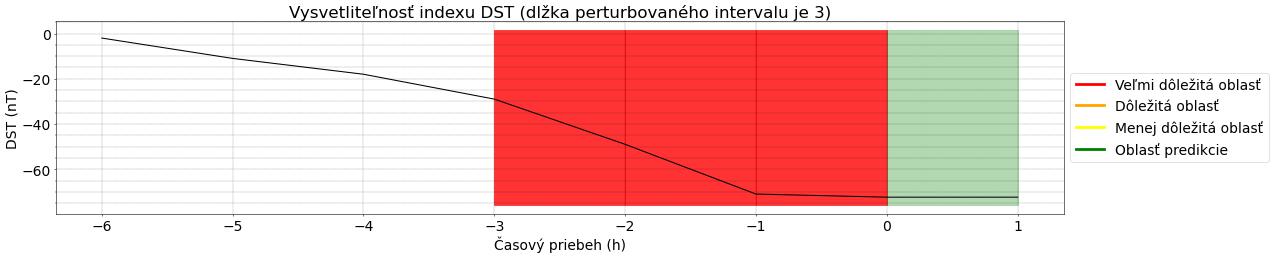 Vysvetliteľnosť indexu DST (dĺžka perturbovaného intervalu je 3)
DST (nT)
0
−20
−40
−60
−6 −5 −4 −3 −2 −1 0 1
Časový priebeh (h)
Veľmi dôležitá oblasť
Dôležitá oblasť
Menej dôležitá oblasť
Oblasť predikcie